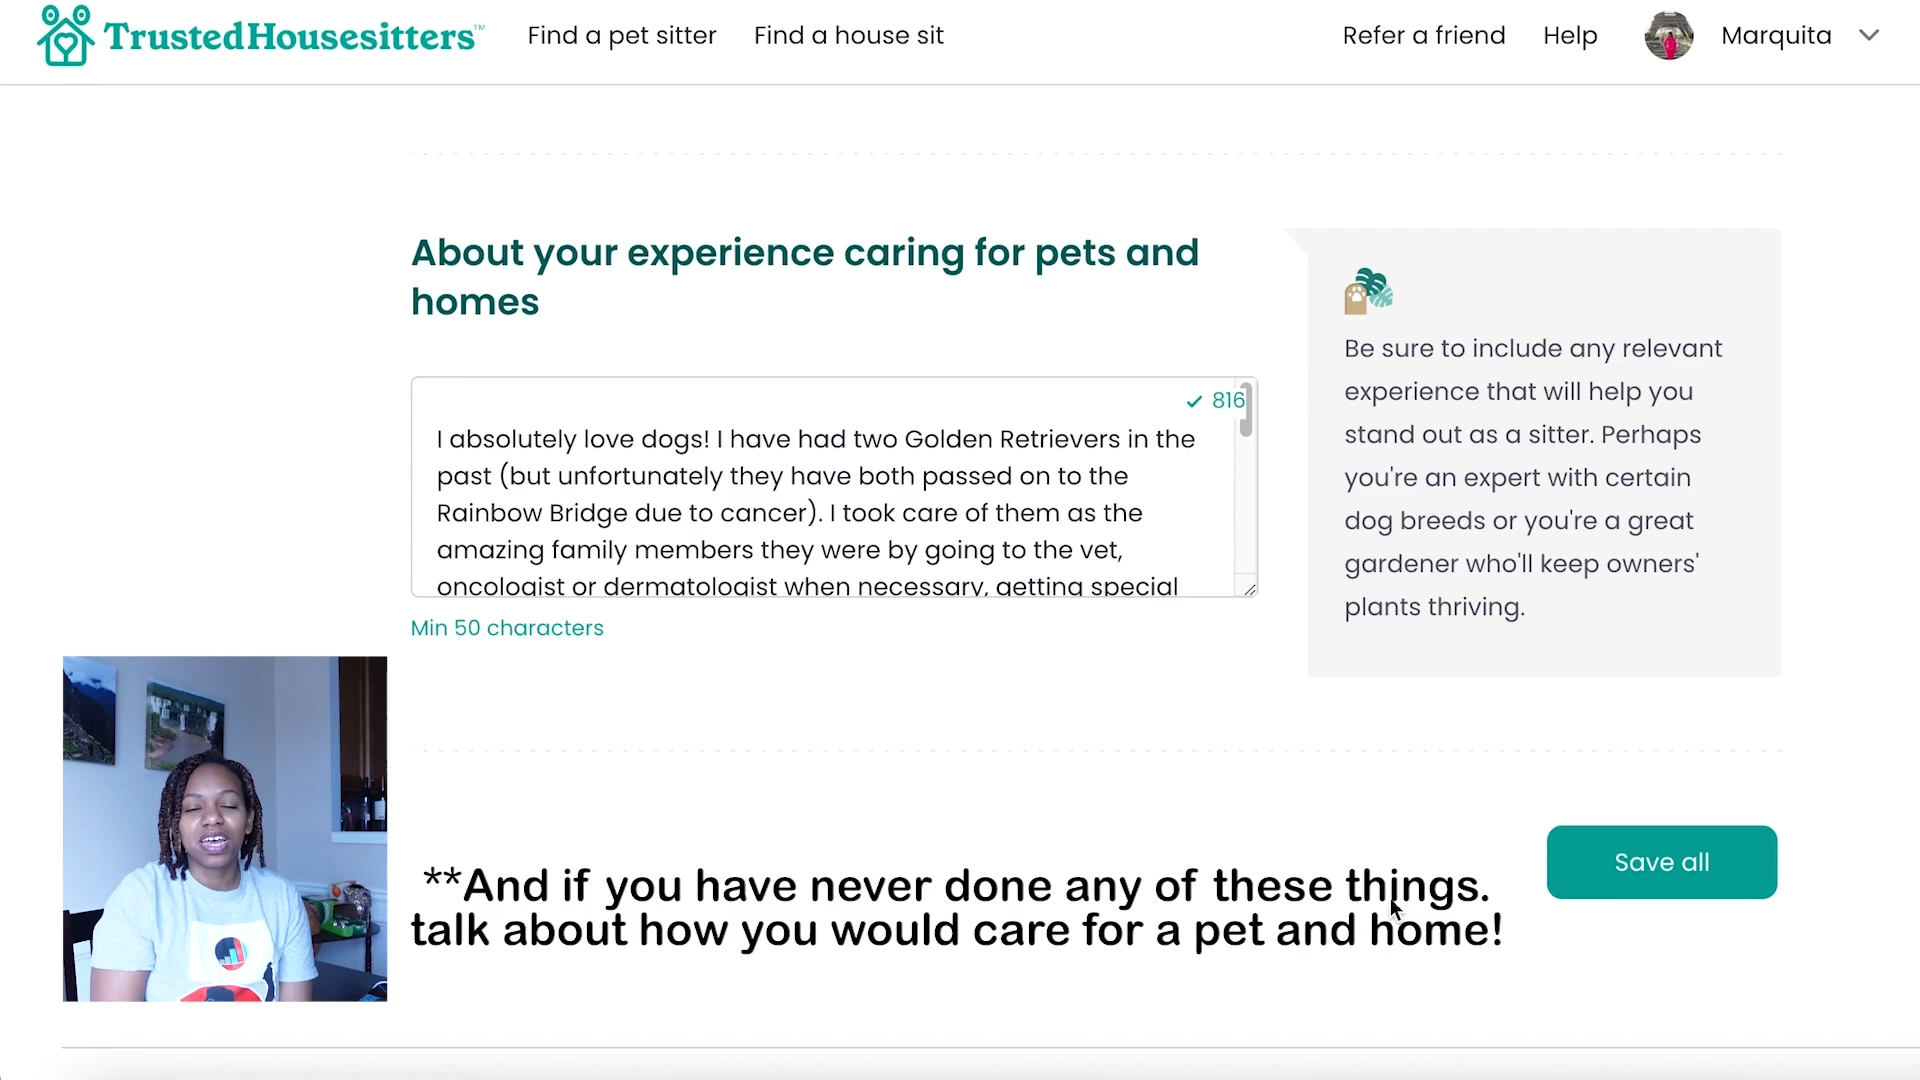 TrustedHousesitters™ Find a pet sitter Find a house sit Refer a friend Help Marquita
About your experience caring for pets and
homes
816
I absolutely love dogs! I have had two Golden Retrievers in the
past (but unfortunately they have both passed on to the
Rainbow Bridge due to cancer). I took care of them as the
amazing family members they were by going to the vet,
oncologist or dermatologist when necessary, getting special
Min 50 characters
Be sure to include any relevant
experience that will help you
stand out as a sitter. Perhaps
you're an expert with certain
dog breeds or you're a great
gardener who'll keep owners'
plants thriving.
Save all
**And if you have never done any of these things.
talk about how you would care for a pet and home!